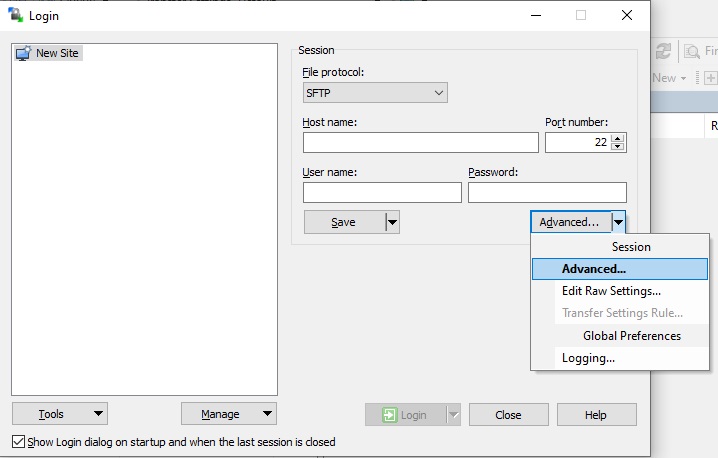 Login
New Site
Session
File protocol:
SFTP
Host name:
Port number:
22
User name:
Password:
Save
Advanced...
Session
Advanced...
Edit Raw Settings...
Transfer Settings Rule...
Global Preferences
Logging...
Tools
Manage
Login
Close
Help
Show Login dialog on startup and when the last session is closed
New